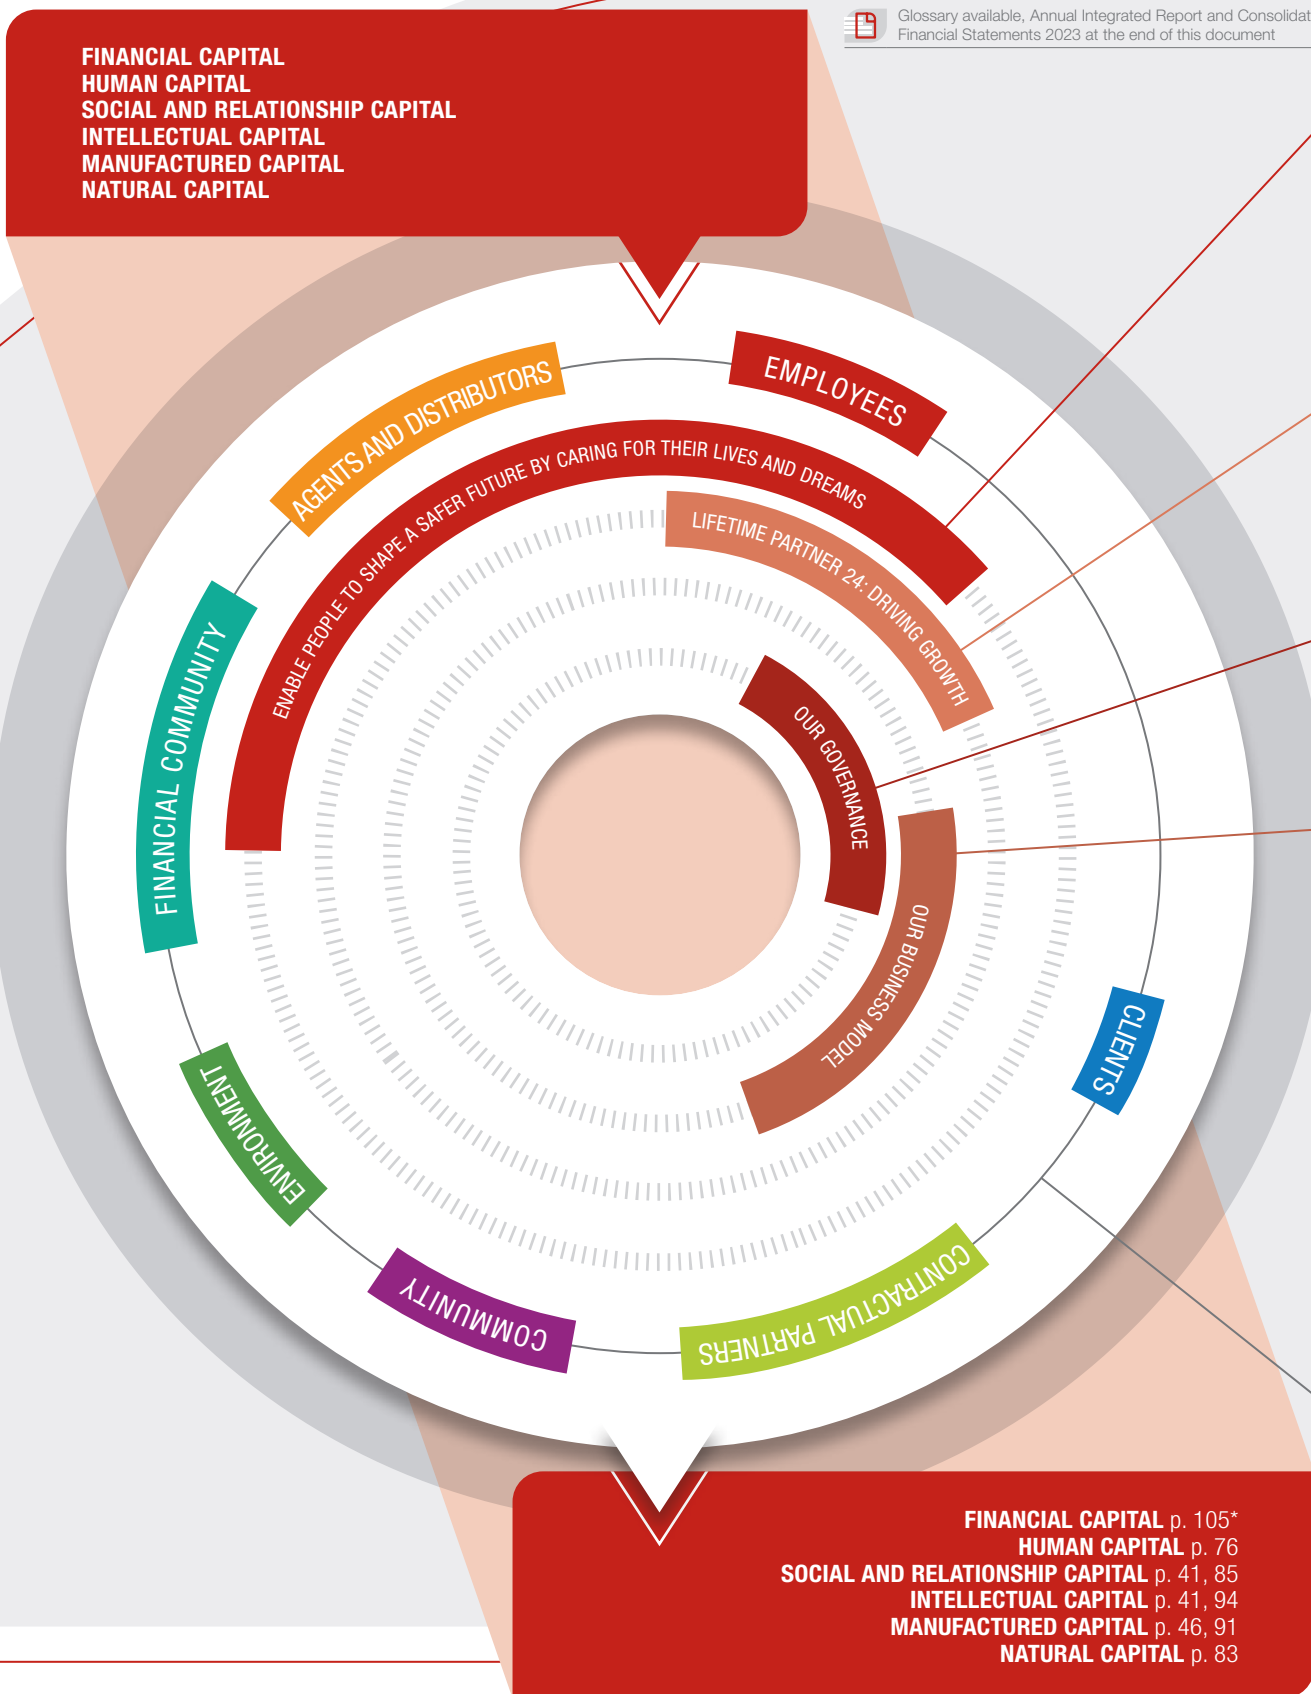 Glossary available, Annual Integrated Report and Consolidat
Financial Statements 2023 at the end of this document
FINANCIAL CAPITAL
HUMAN CAPITAL
SOCIAL AND RELATIONSHIP CAPITAL
INTELLECTUAL CAPITAL
MANUFACTURED CAPITAL
NATURAL CAPITAL
EMPLOYEES
AGENTS AND DISTRIBUTORS
ENABLE PEOPLE TO SHAPE A SAFER FUTURE BY CARING FOR THEIR LIVES AND DREAMS
LIFETIME PARTNER 24: DRIVING GROWTH
FINANCIAL COMMUNITY
OUR GOVERNANCE
OUR BUSINESS MODEL
CLIENTS
ENVIRONMENT
COMMUNITY
CONTRACTUAL PARTNERS
FINANCIAL CAPITAL p. 105*
HUMAN CAPITAL p. 76
SOCIAL AND RELATIONSHIP CAPITAL p. 41, 85
INTELLECTUAL CAPITAL p. 41, 94
MANUFACTURED CAPITAL p. 46, 91
NATURAL CAPITAL p. 83